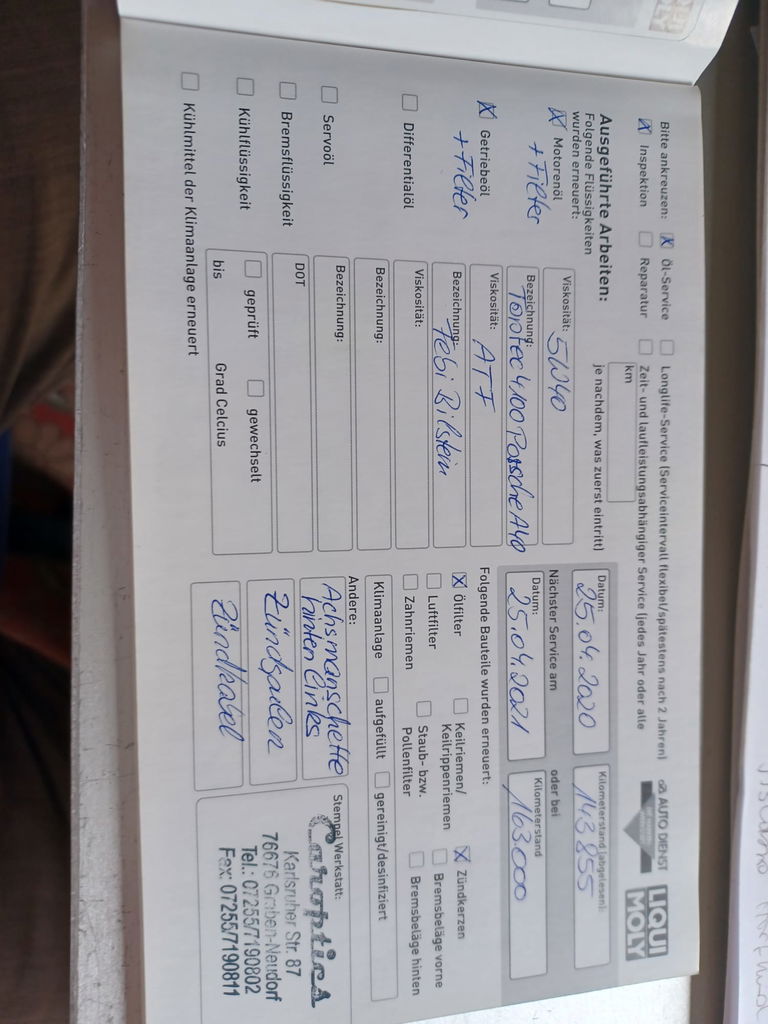 Bitte ankreuzen: ☒ Öl-Service ☐ Longlife-Service (Serviceintervall flexibel/spätestens nach 2 Jahren)
☒ Inspektion ☐ Reparatur ☐ Zeit- und laufleistungsabhängiger Service (jedes Jahr oder alle
km je nachdem, was zuerst eintritt)
AUTO DIENST
LIQUI
MOLY
Ausgeführte Arbeiten:
Folgende Flüssigkeiten
wurden erneuert:
☒ Motorenöl
+ Filter
Viskosität: 5W40
Bezeichnung: TopTec 4100 Porsche A40
☒ Getriebeöl
+ Filter
Viskosität: ATF
Bezeichnung: Febi Bilstein
☐ Differentialöl
Viskosität:
Bezeichnung:
☐ Servoöl
Bezeichnung:
☐ Bremsflüssigkeit
DOT
☐ Kühlflüssigkeit
☐ geprüft ☐ gewechselt
bis Grad Celcius
☐ Kühlmittel der Klimaanlage erneuert
Datum: 25.04.2020
Kilometerstand (abgelesen): 143 855
Nächster Service am oder bei
Datum: 25.04.2021
Kilometerstand 163000
Folgende Bauteile wurden erneuert:
☒ Ölfilter ☐ Keilriemen/ Keilrippenriemen ☒ Zündkerzen
☐ Luftfilter ☐ Staub- bzw. Pollenfilter ☐ Bremsbeläge vorne
☐ Zahnriemen ☐ Bremsbeläge hinten
Klimaanlage ☐ aufgefüllt ☐ gereinigt/desinfiziert
Andere:
Achsmanschette
hinten links
Zündspulen
Zündkabel
Stempel Werkstatt:
Karlsruher Str. 87
76676 Graben-Neudorf
Tel.: 07255/7190802
Fax: 07255/7190811